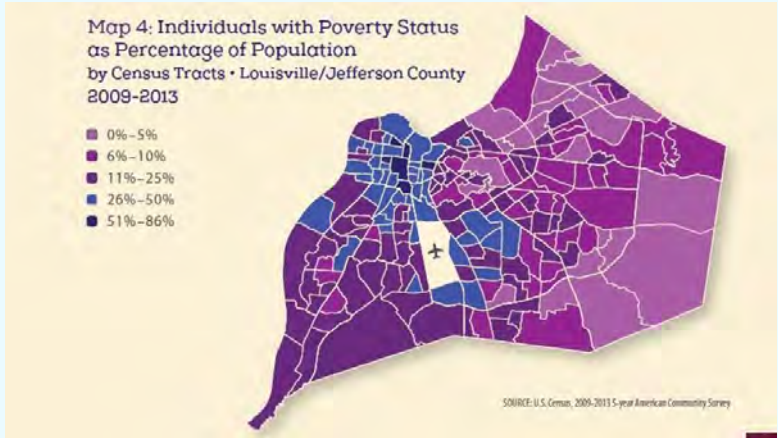 Map 4: Individuals with Poverty Status
as Percentage of Population
by Census Tracts • Louisville/Jefferson County
2009-2013
0%-5%
6%-10%
11%-25%
26%-50%
51%-86%
SOURCE: U.S. Census, 2009-2013 5-year American Community Survey